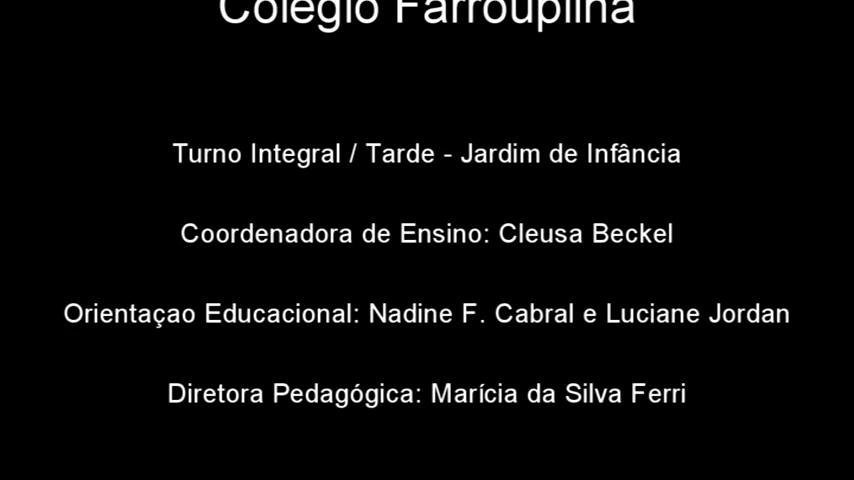 Colégio Farroupilha
Turno Integral / Tarde - Jardim de Infância
Coordenadora de Ensino: Cleusa Beckel
Orientaçao Educacional: Nadine F. Cabral e Luciane Jordan
Diretora Pedagógica: Marícia da Silva Ferri